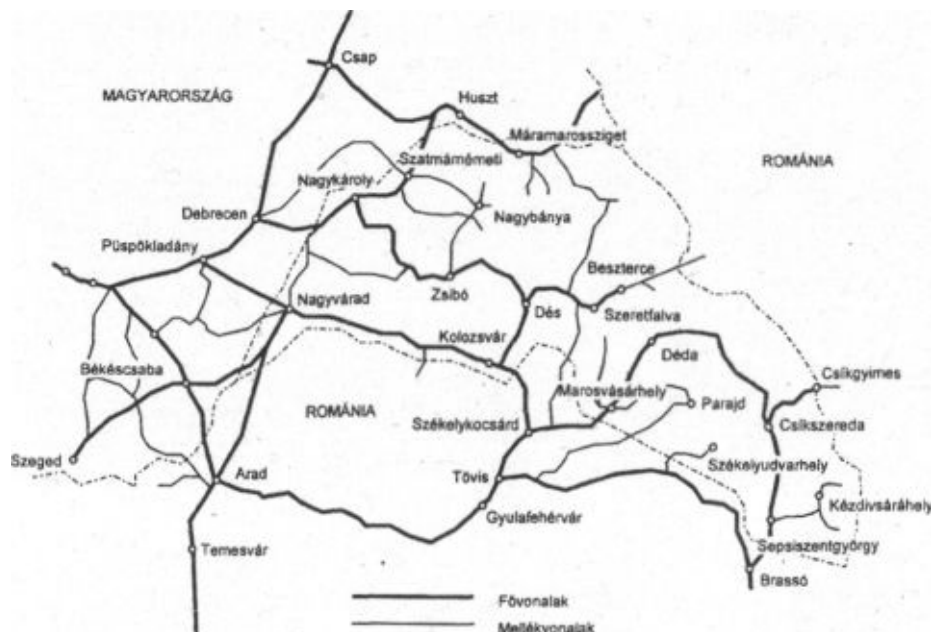 Csap
MAGYARORSZÁG
Huszt
Máramarossziget
ROMÁNIA
Szatmárnémeti
Nagykároly
Nagybánya
Debrecen
Püspökladány
Beszterce
Zsibó
Nagyvárad
Dés
Szeretfalva
Kolozsvár
Déda
Békéscsaba
Csíkgyimes
Marosvásárhely
Parajd
ROMÁNIA
Székelykocsárd
Csíkszereda
Szeged
Székelyudvarhely
Arad
Tövis
Kézdivsáráhely
Gyulafehérvár
Sepsiszentgyörgy
Temesvár
Brassó
Fővonalak
Mellékvonalak